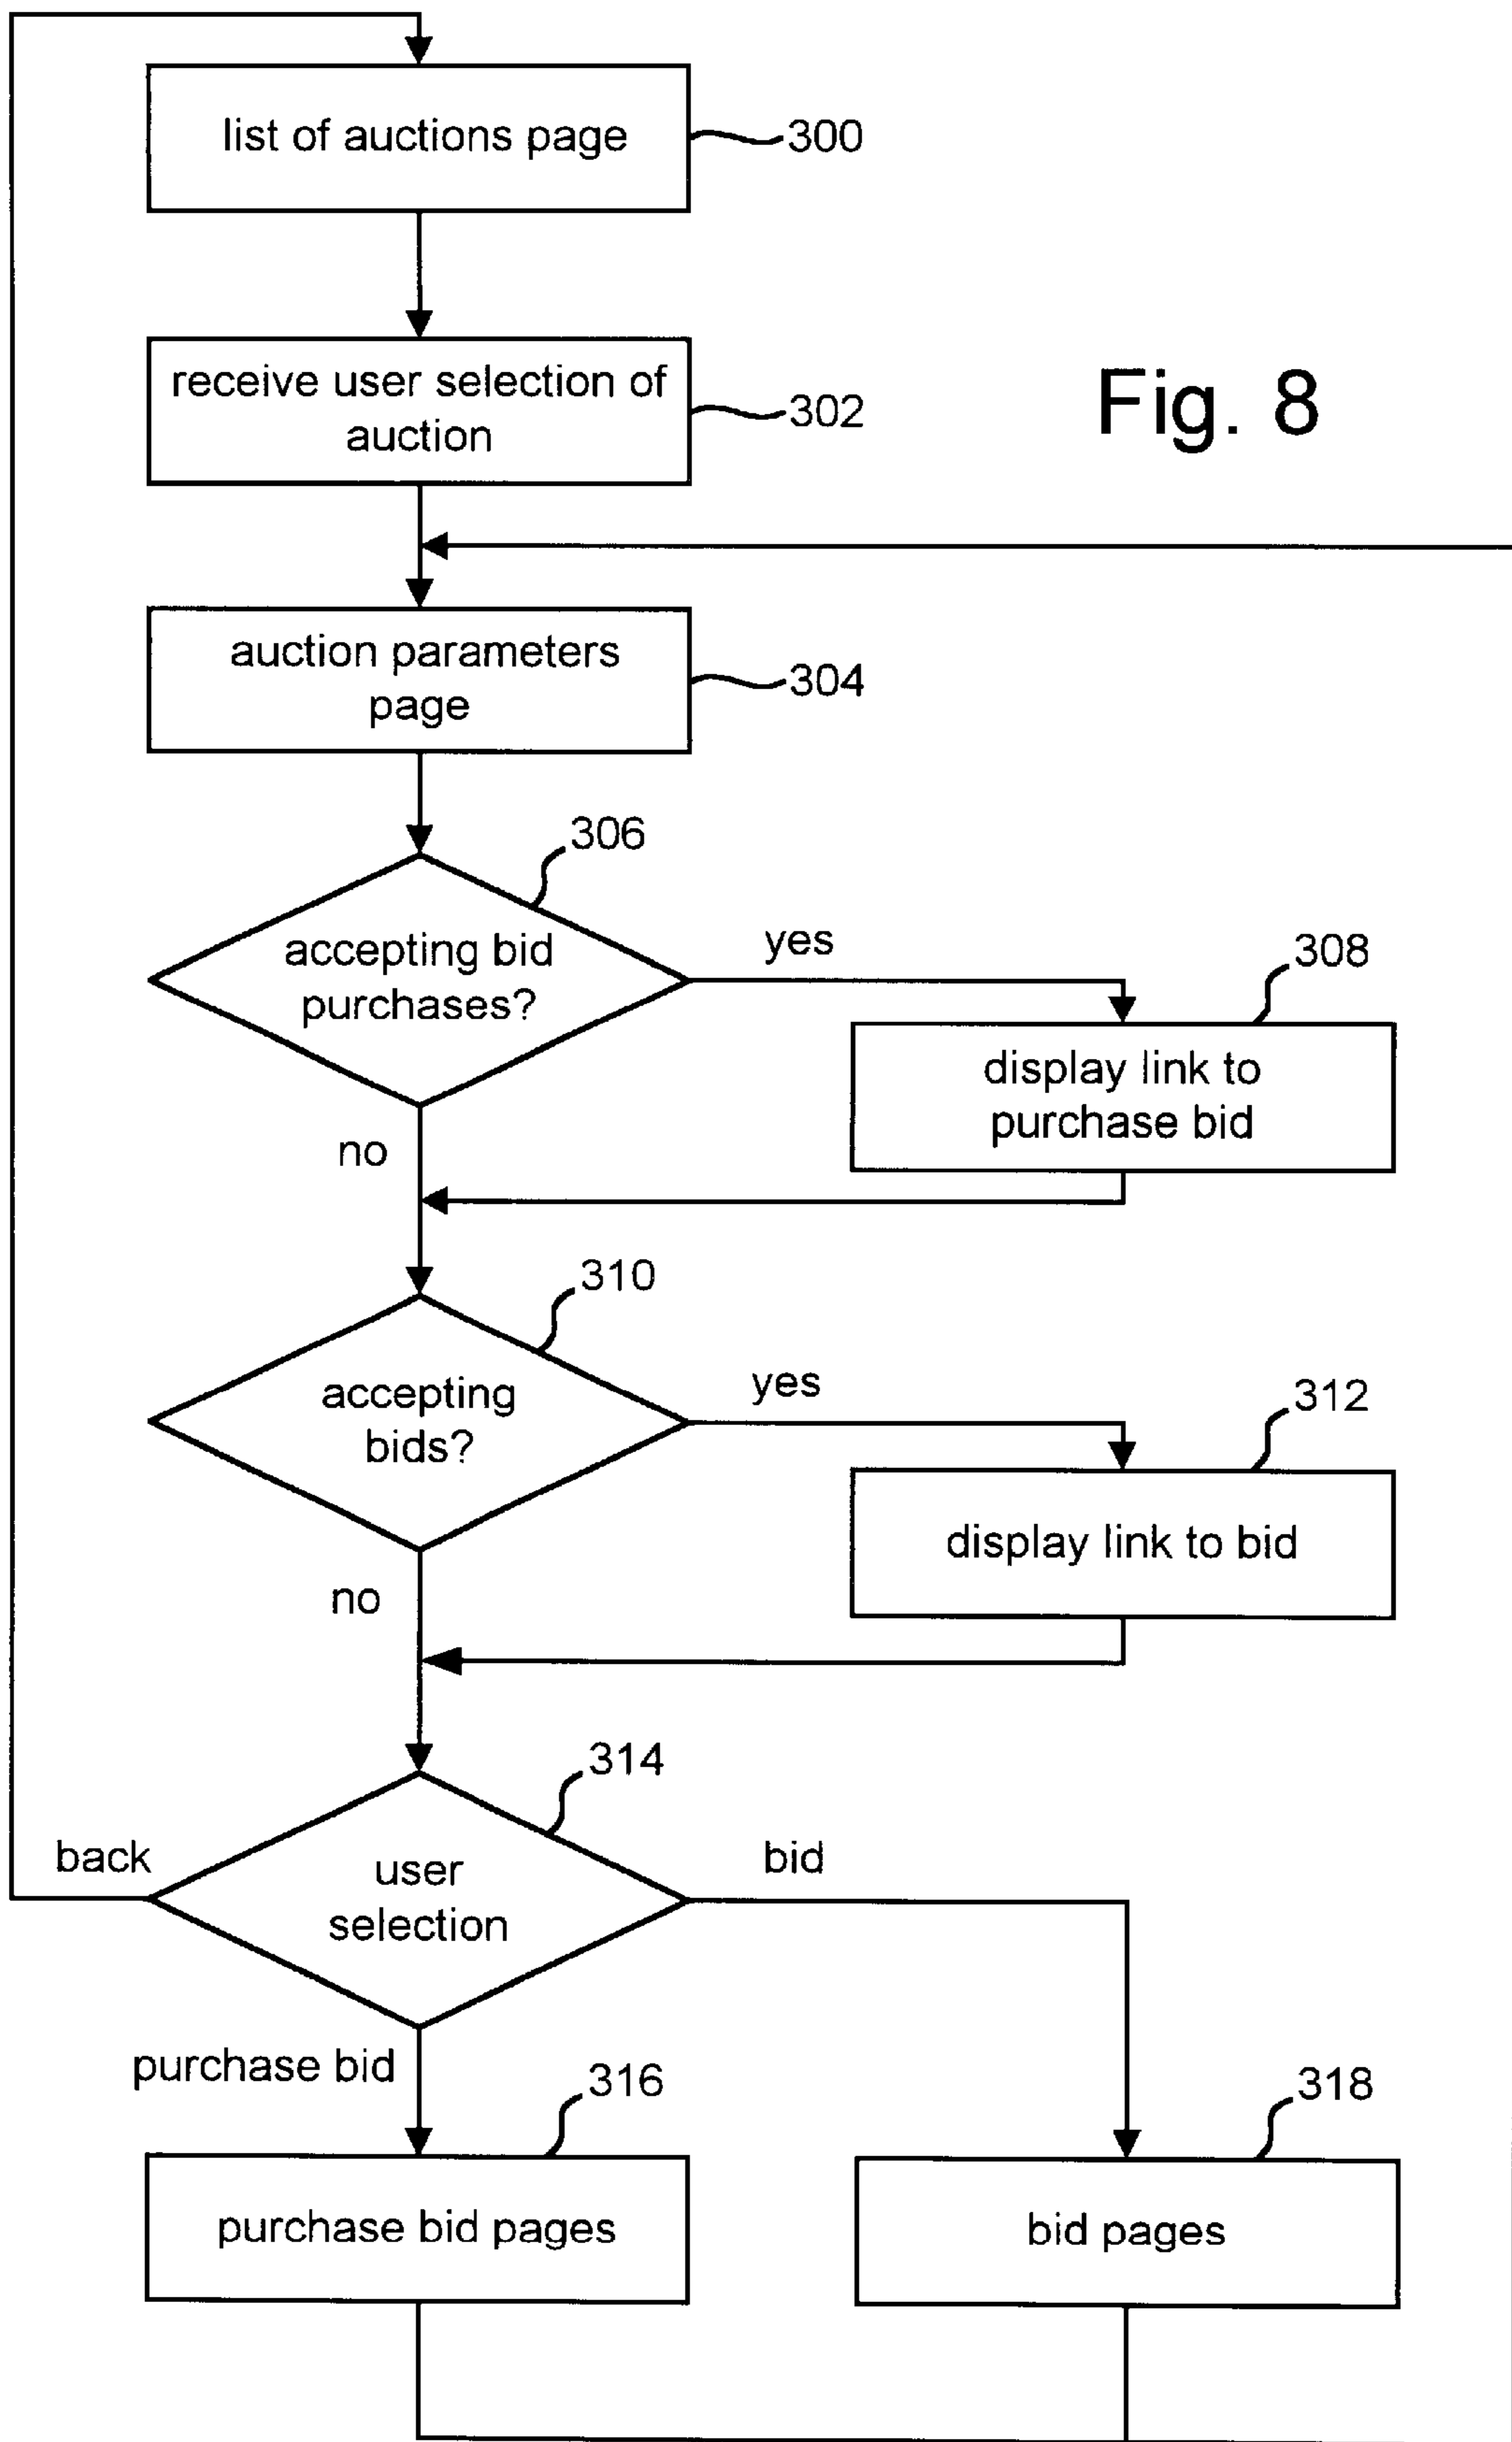 list of auctions page
300
receive user selection of
auction
302
Fig. 8
auction parameters
page
304
306
accepting bid
purchases?
yes
308
display link to
purchase bid
no
310
accepting
bids?
yes
312
display link to bid
no
314
back
user
selection
bid
purchase bid
316
318
purchase bid pages
bid pages